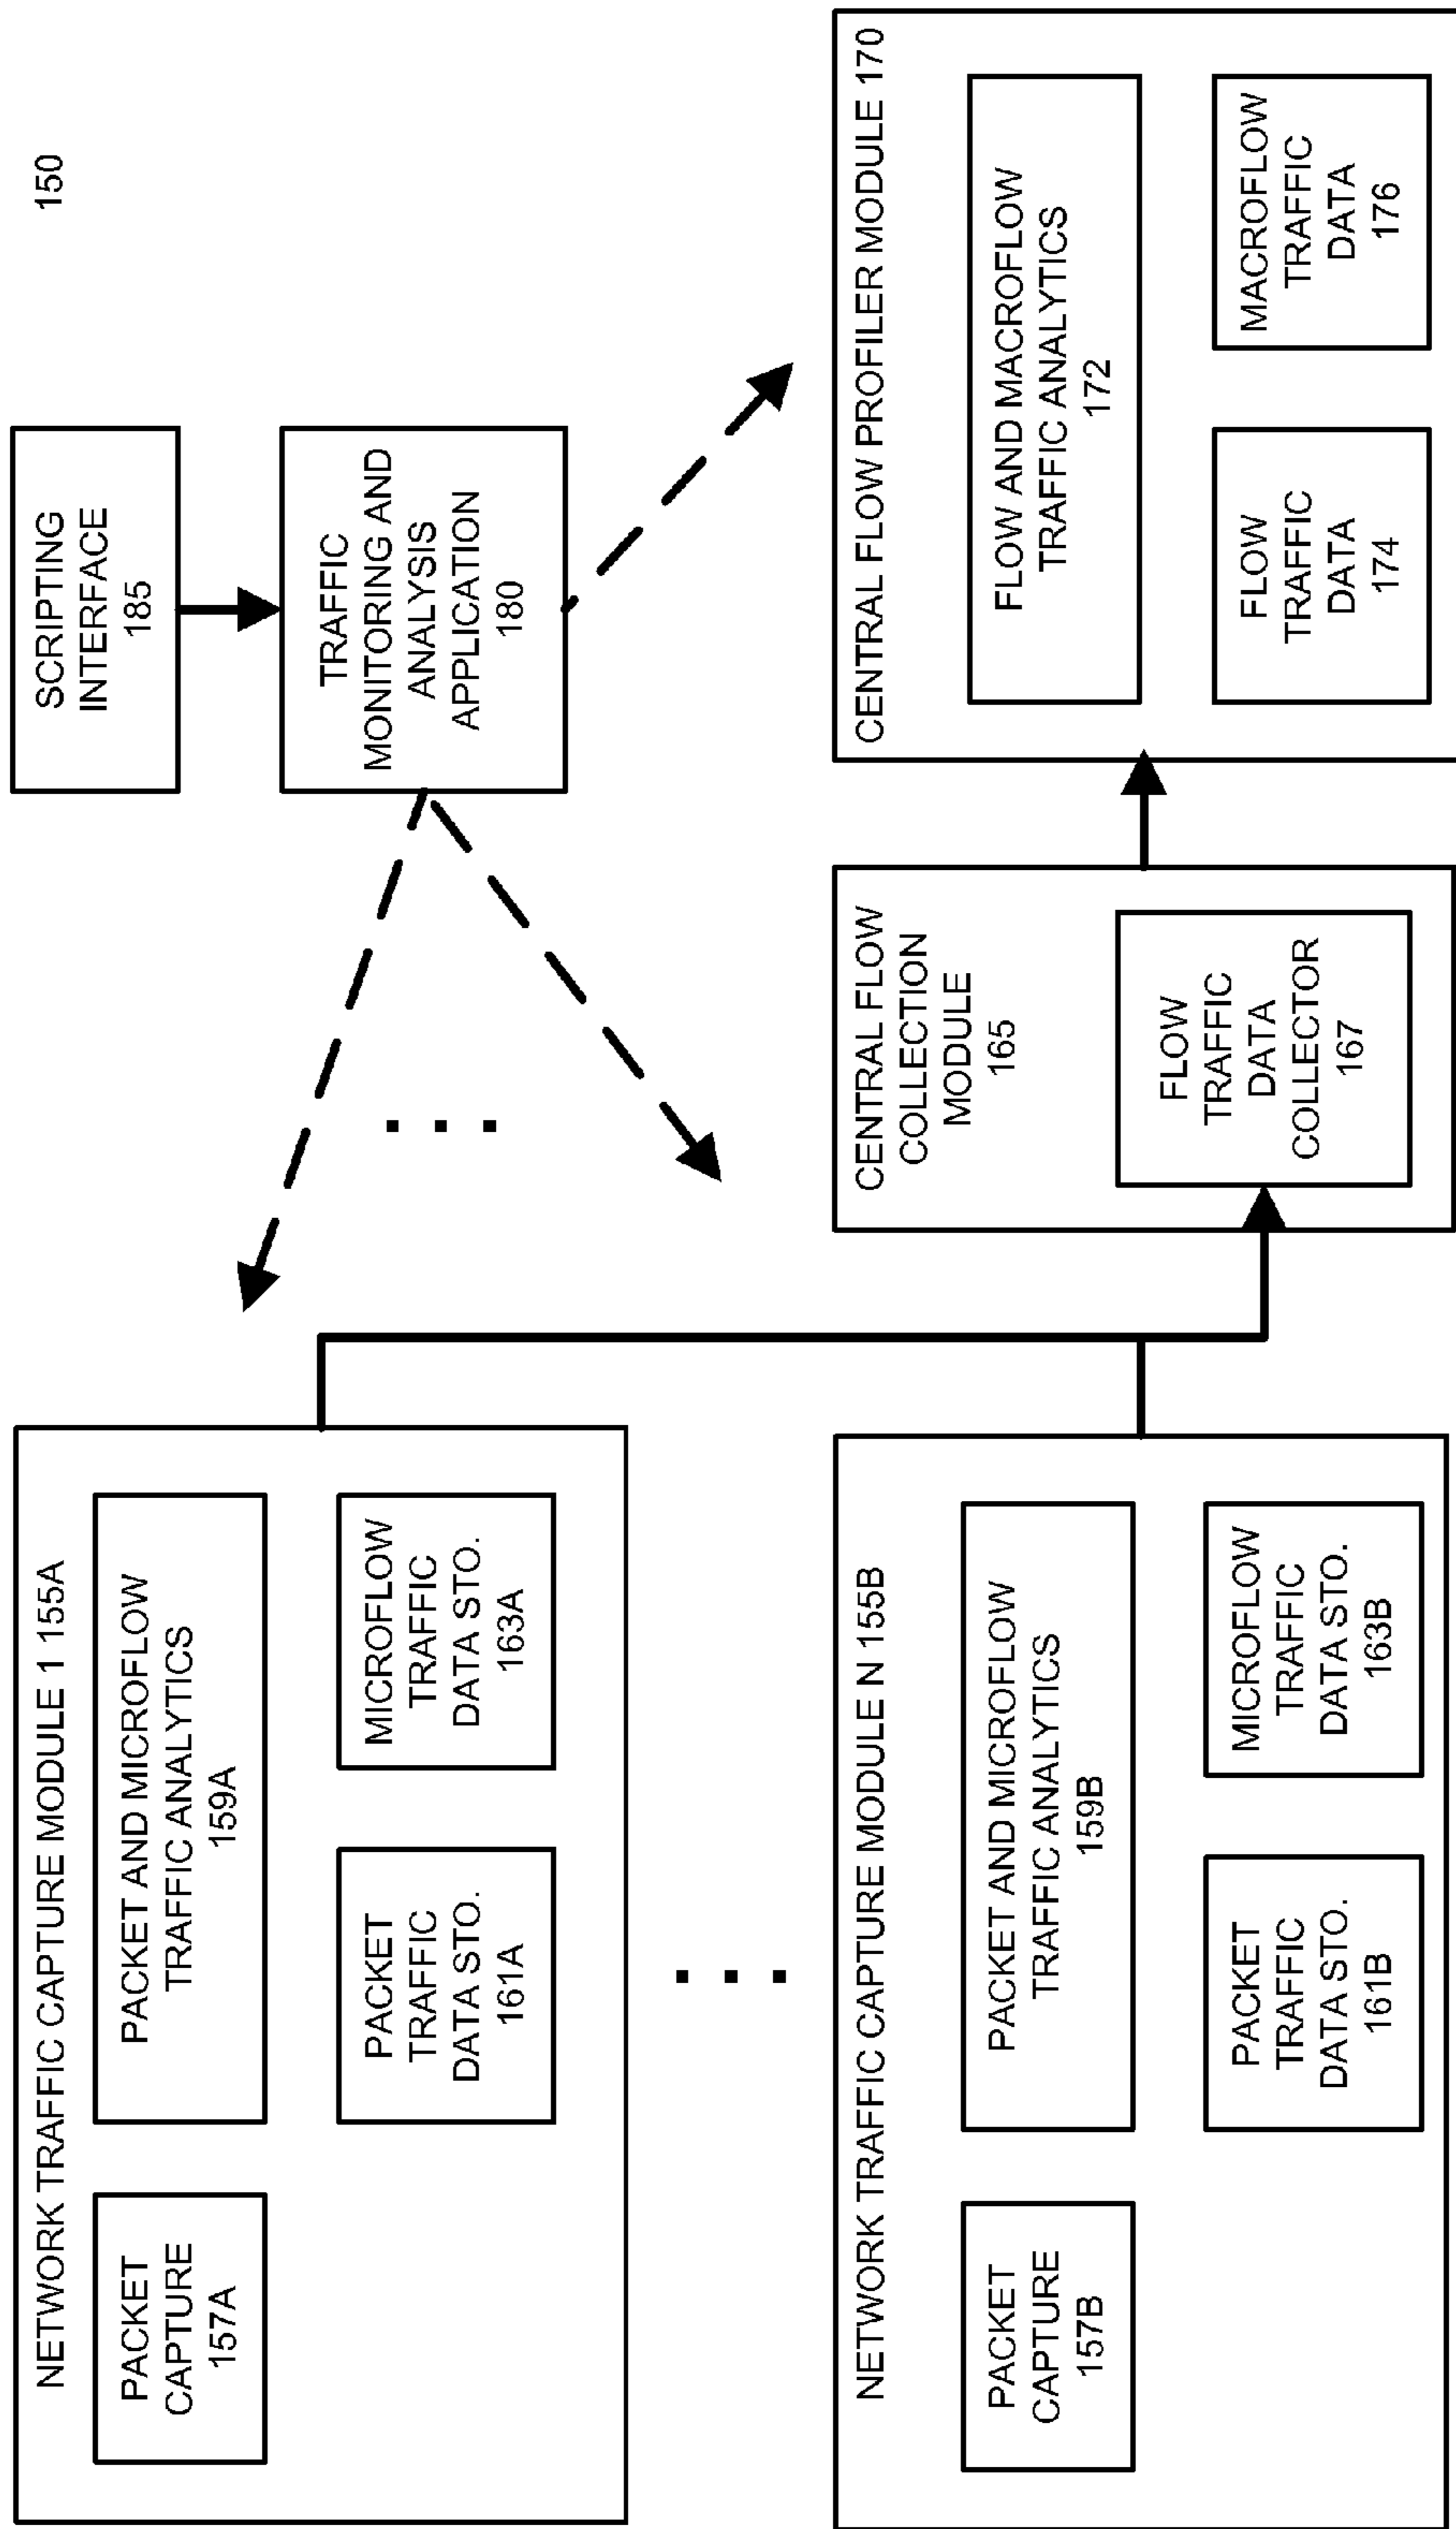 150
NETWORK TRAFFIC CAPTURE MODULE 1 155A
PACKET
CAPTURE
157A
PACKET AND MICROFLOW
TRAFFIC ANALYTICS
159A
PACKET
TRAFFIC
DATA STO.
161A
MICROFLOW
TRAFFIC
DATA STO.
163A
NETWORK TRAFFIC CAPTURE MODULE N 155B
PACKET
CAPTURE
157B
PACKET AND MICROFLOW
TRAFFIC ANALYTICS
159B
PACKET
TRAFFIC
DATA STO.
161B
MICROFLOW
TRAFFIC
DATA STO.
163B
SCRIPTING
INTERFACE
185
TRAFFIC
MONITORING AND
ANALYSIS
APPLICATION
180
CENTRAL FLOW
COLLECTION
MODULE
165
FLOW
TRAFFIC
DATA
COLLECTOR
167
CENTRAL FLOW PROFILER MODULE 170
FLOW AND MACROFLOW
TRAFFIC ANALYTICS
172
FLOW
TRAFFIC
DATA
174
MACROFLOW
TRAFFIC
DATA
176